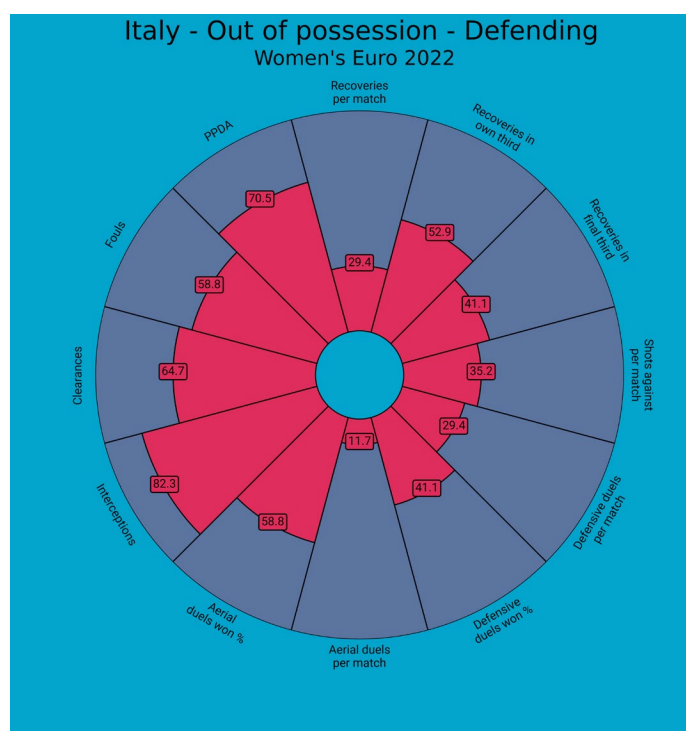 Italy - Out of possession - Defending
Women's Euro 2022
Recoveries
per match
29.4
Recoveries in
own third
52.9
Recoveries in
final third
41.1
Shots against
per match
35.2
Defensive duels
per match
29.4
Defensive
duels won %
41.1
Aerial duels
per match
11.7
Aerial
duels won %
58.8
Interceptions
82.3
Clearances
64.7
Fouls
58.8
PPDA
70.5